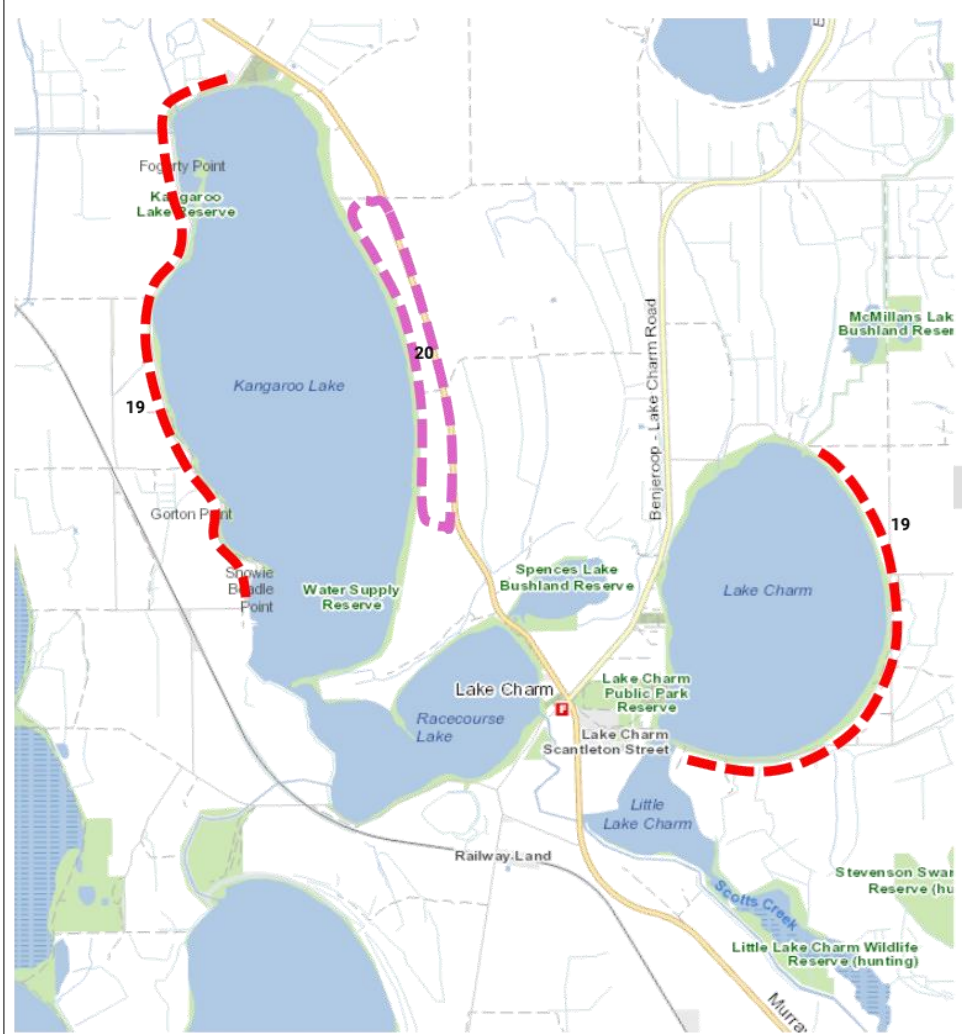 Fogarty Point
Kangaroo
Lake Reserve
Benjeroop - Lake Charm Road
McMillans Lak
Bushland Reser
20
Kangaroo Lake
19
Gorton Point
19
Snowie
Beadle
Point
Water Supply
Reserve
Spences Lake
Bushland Reserve
Lake Charm
Lake Charm
Racecourse
Lake
F
Lake Charm
Public Park
Reserve
Lake Charm
Scantleton Street
Little
Lake Charm
Railway Land
Stevenson Swan
Reserve (hu
Scotts Creek
Little Lake Charm Wildlife
Reserve (hunting)
Murra